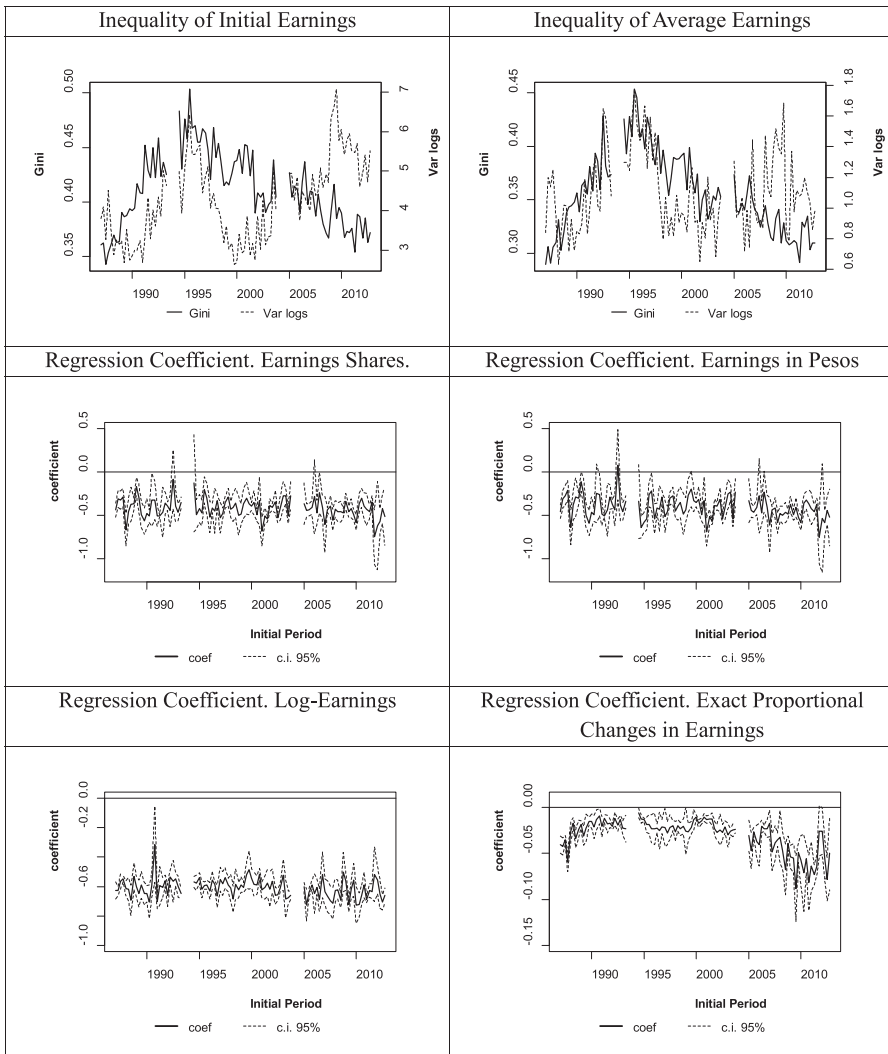 Inequality of Initial Earnings
Gini
0.50
0.45
0.40
0.35
7
6
5
4
3
Var logs
1990 1995 2000 2005 2010
Gini Var logs
Inequality of Average Earnings
Gini
0.45
0.40
0.35
0.30
1.8
1.6
1.4
1.2
1.0
0.8
0.6
Var logs
1990 1995 2000 2005 2010
Gini Var logs
Regression Coefficient. Earnings Shares.
coefficient
0.5
0.0
-0.5
-1.0
1990 1995 2000 2005 2010
Initial Period
coef c.i. 95%
Regression Coefficient. Earnings in Pesos
coefficient
0.5
0.0
-0.5
-1.0
1990 1995 2000 2005 2010
Initial Period
coef c.i. 95%
Regression Coefficient. Log-Earnings
coefficient
0.0
-0.2
-0.6
-1.0
1990 1995 2000 2005 2010
Initial Period
coef c.i. 95%
Regression Coefficient. Exact Proportional
Changes in Earnings
coefficient
0.00
-0.05
-0.10
-0.15
1990 1995 2000 2005 2010
Initial Period
coef c.i. 95%